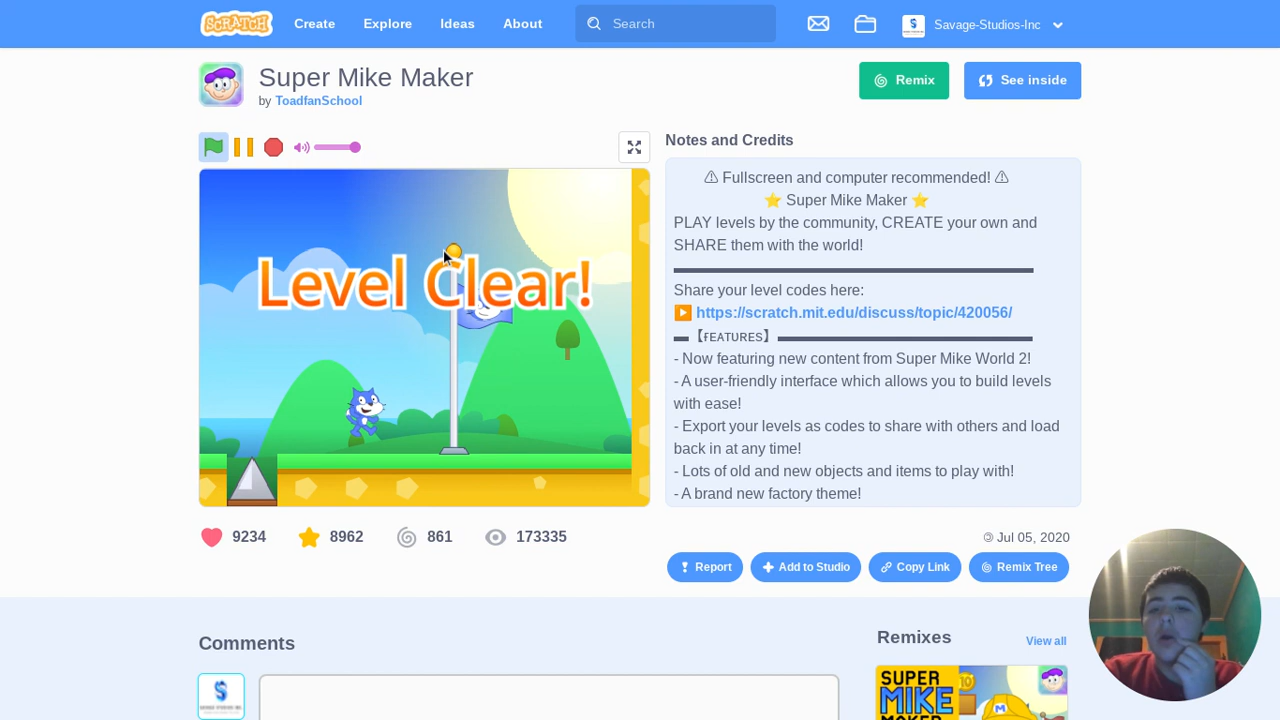 SCRATCH
Create
Explore
Ideas
About
Search
Savage-Studios-Inc
Super Mike Maker
by ToadfanSchool
Remix
See inside
Level Clear!
Notes and Credits
⚠ Fullscreen and computer recommended! ⚠
⭐ Super Mike Maker ⭐
PLAY levels by the community, CREATE your own and
SHARE them with the world!
Share your level codes here:
▶️ https://scratch.mit.edu/discuss/topic/420056/
▬【ꜰᴇᴀᴛᴜʀᴇꜱ】▬▬▬▬▬▬▬▬▬▬▬▬▬▬▬▬▬
- Now featuring new content from Super Mike World 2!
- A user-friendly interface which allows you to build levels
with ease!
- Export your levels as codes to share with others and load
back in at any time!
- Lots of old and new objects and items to play with!
- A brand new factory theme!
9234
8962
861
173335
Jul 05, 2020
Report
Add to Studio
Copy Link
Remix Tree
Comments
Remixes
View all
SUPER
MIKE
MAKER
M